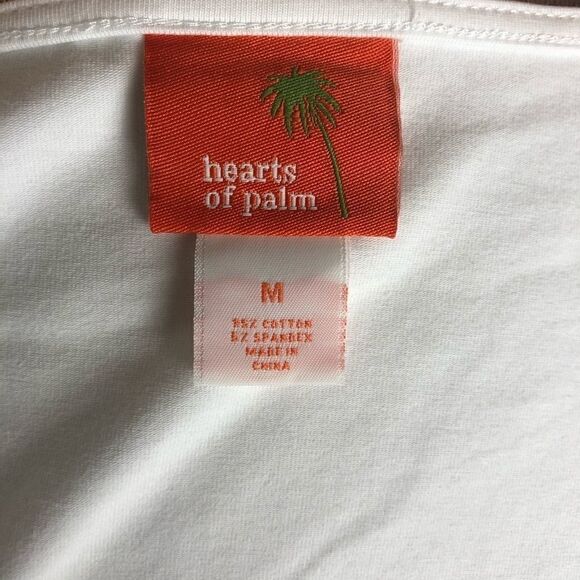 hearts
of palm
M
95% COTTON
5% SPANDEX
MADE IN
CHINA